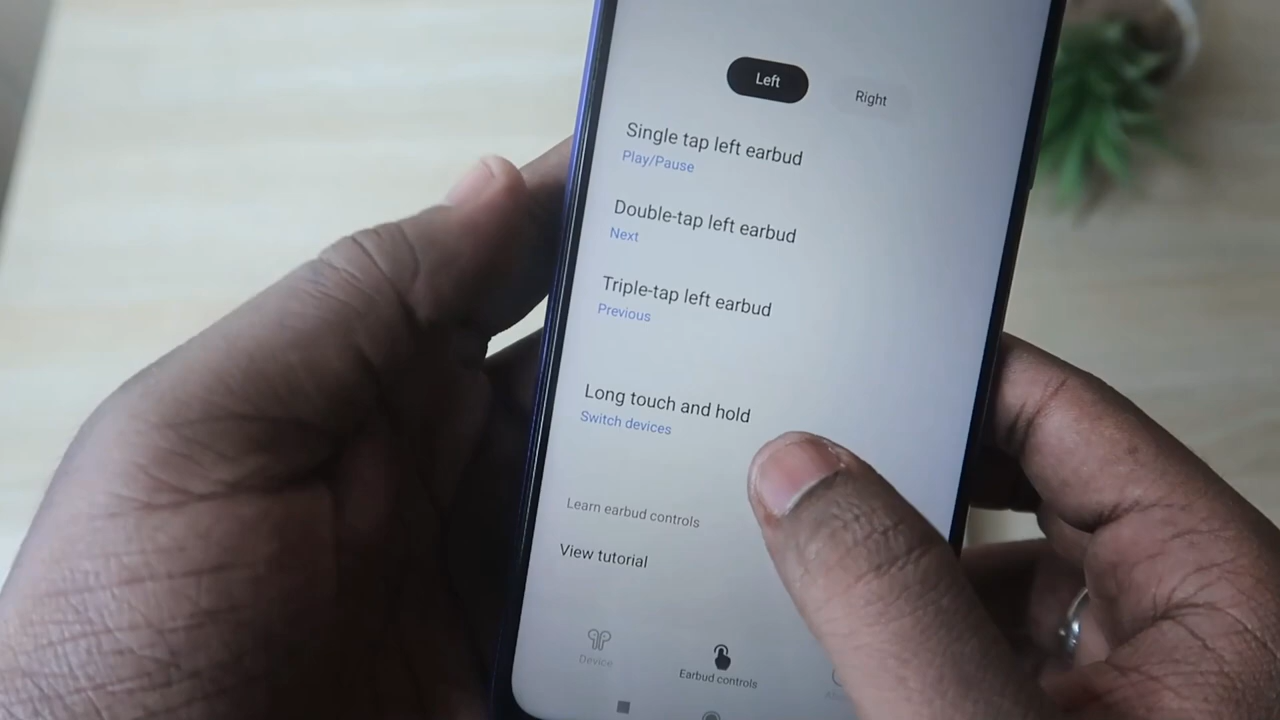 Left
Right
Single tap left earbud
Play/Pause
Double-tap left earbud
Next
Triple-tap left earbud
Previous
Long touch and hold
Switch devices
Learn earbud controls
View tutorial
Device
Earbud controls